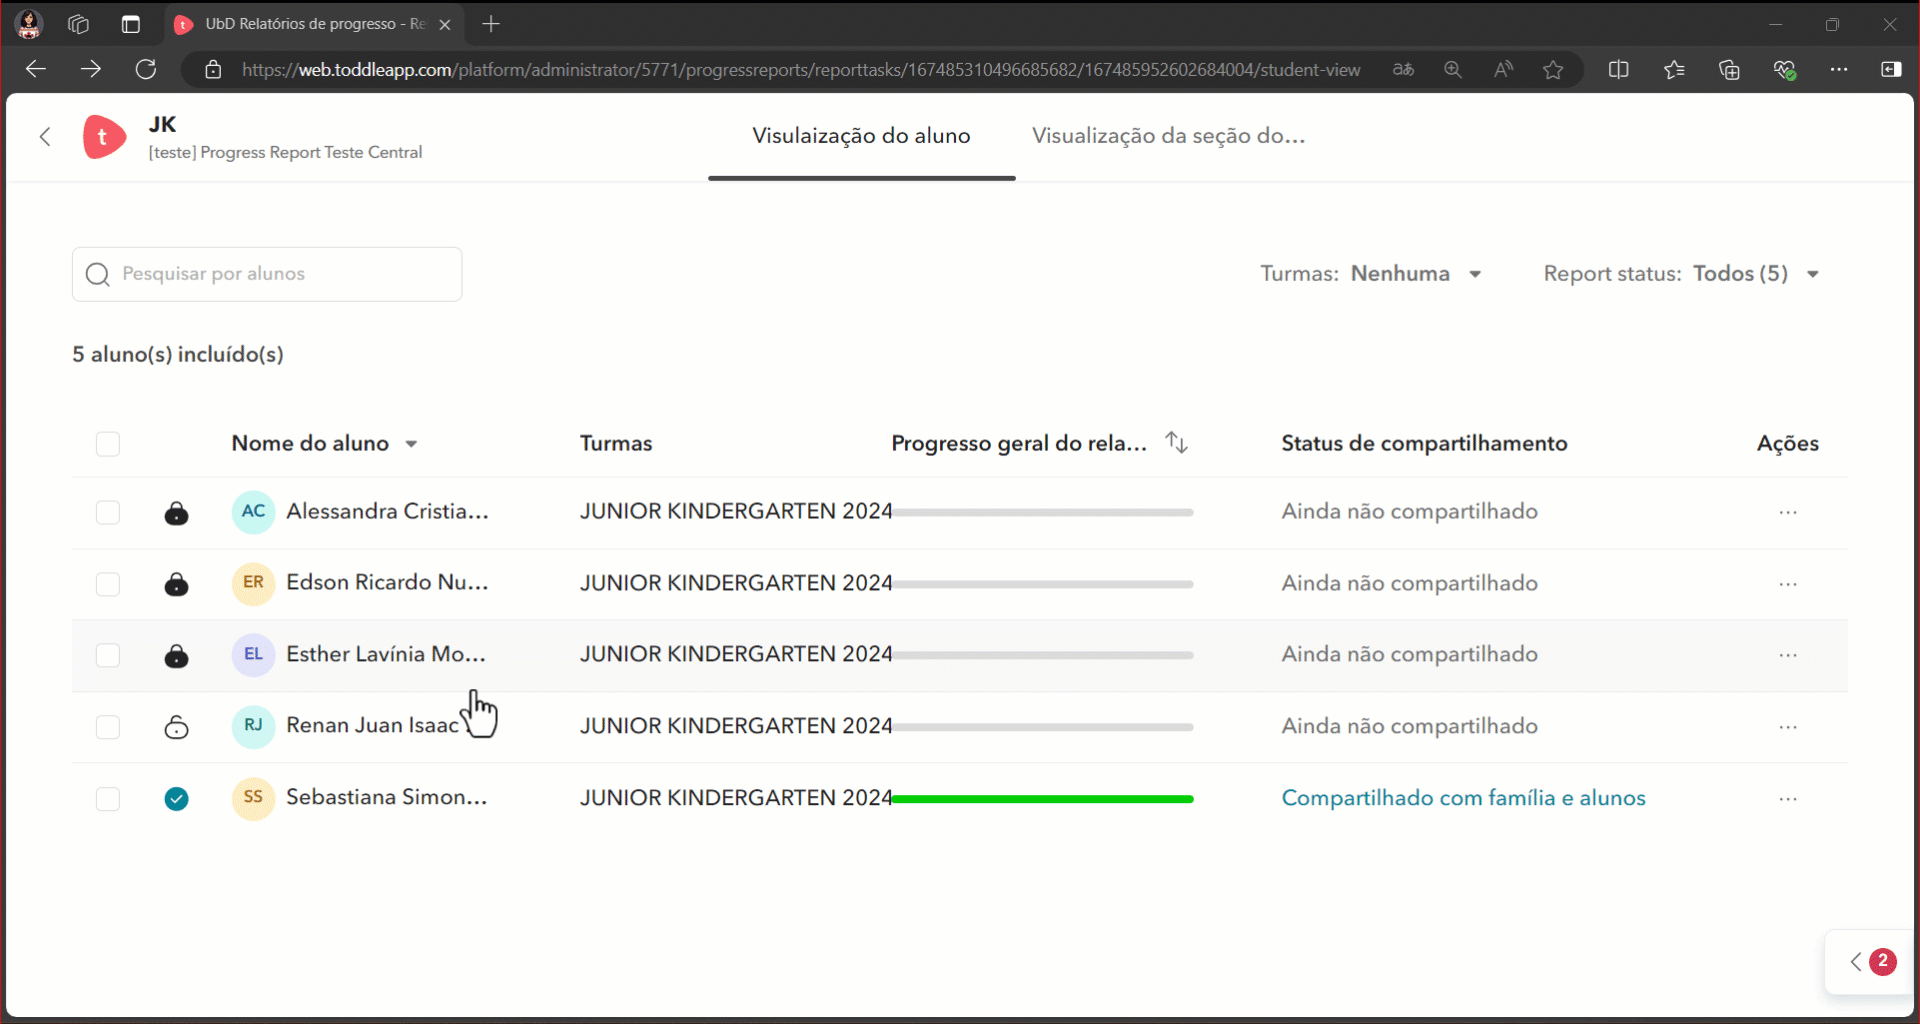 UbD Relatórios de progresso - Re
https://web.toddleapp.com/platform/administrator/5771/progressreports/reporttasks/167485310496685682/167485952602684004/student-view
t
JK
[teste] Progress Report Teste Central
Visulaização do aluno
Visualização da seção do...
Pesquisar por alunos
Turmas: Nenhuma
Report status: Todos (5)
5 aluno(s) incluído(s)
Nome do aluno Turmas Progresso geral do rela... Status de compartilhamento Ações
AC Alessandra Cristia... JUNIOR KINDERGARTEN 2024 Ainda não compartilhado ...
ER Edson Ricardo Nu... JUNIOR KINDERGARTEN 2024 Ainda não compartilhado ...
EL Esther Lavínia Mo... JUNIOR KINDERGARTEN 2024 Ainda não compartilhado ...
RJ Renan Juan Isaac JUNIOR KINDERGARTEN 2024 Ainda não compartilhado ...
SS Sebastiana Simon... JUNIOR KINDERGARTEN 2024 Compartilhado com família e alunos ...
2